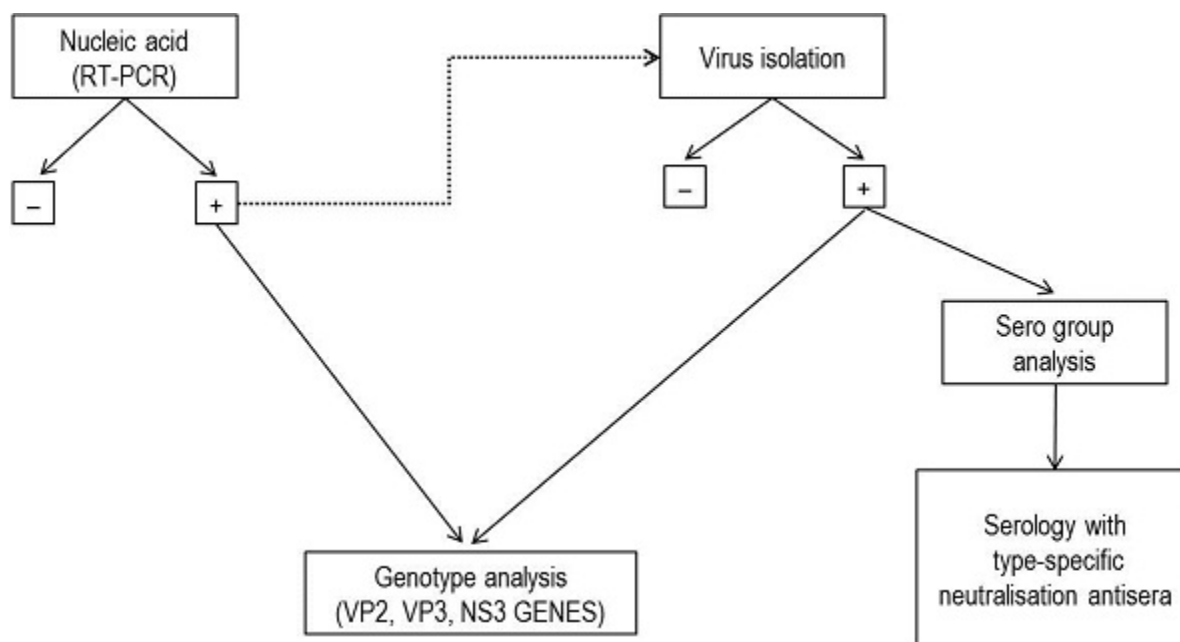 Nucleic acid
(RT-PCR)
Virus isolation
–
+
–
+
Sero group
analysis
Serology with
type-specific
neutralisation antisera
Genotype analysis
(VP2, VP3, NS3 GENES)